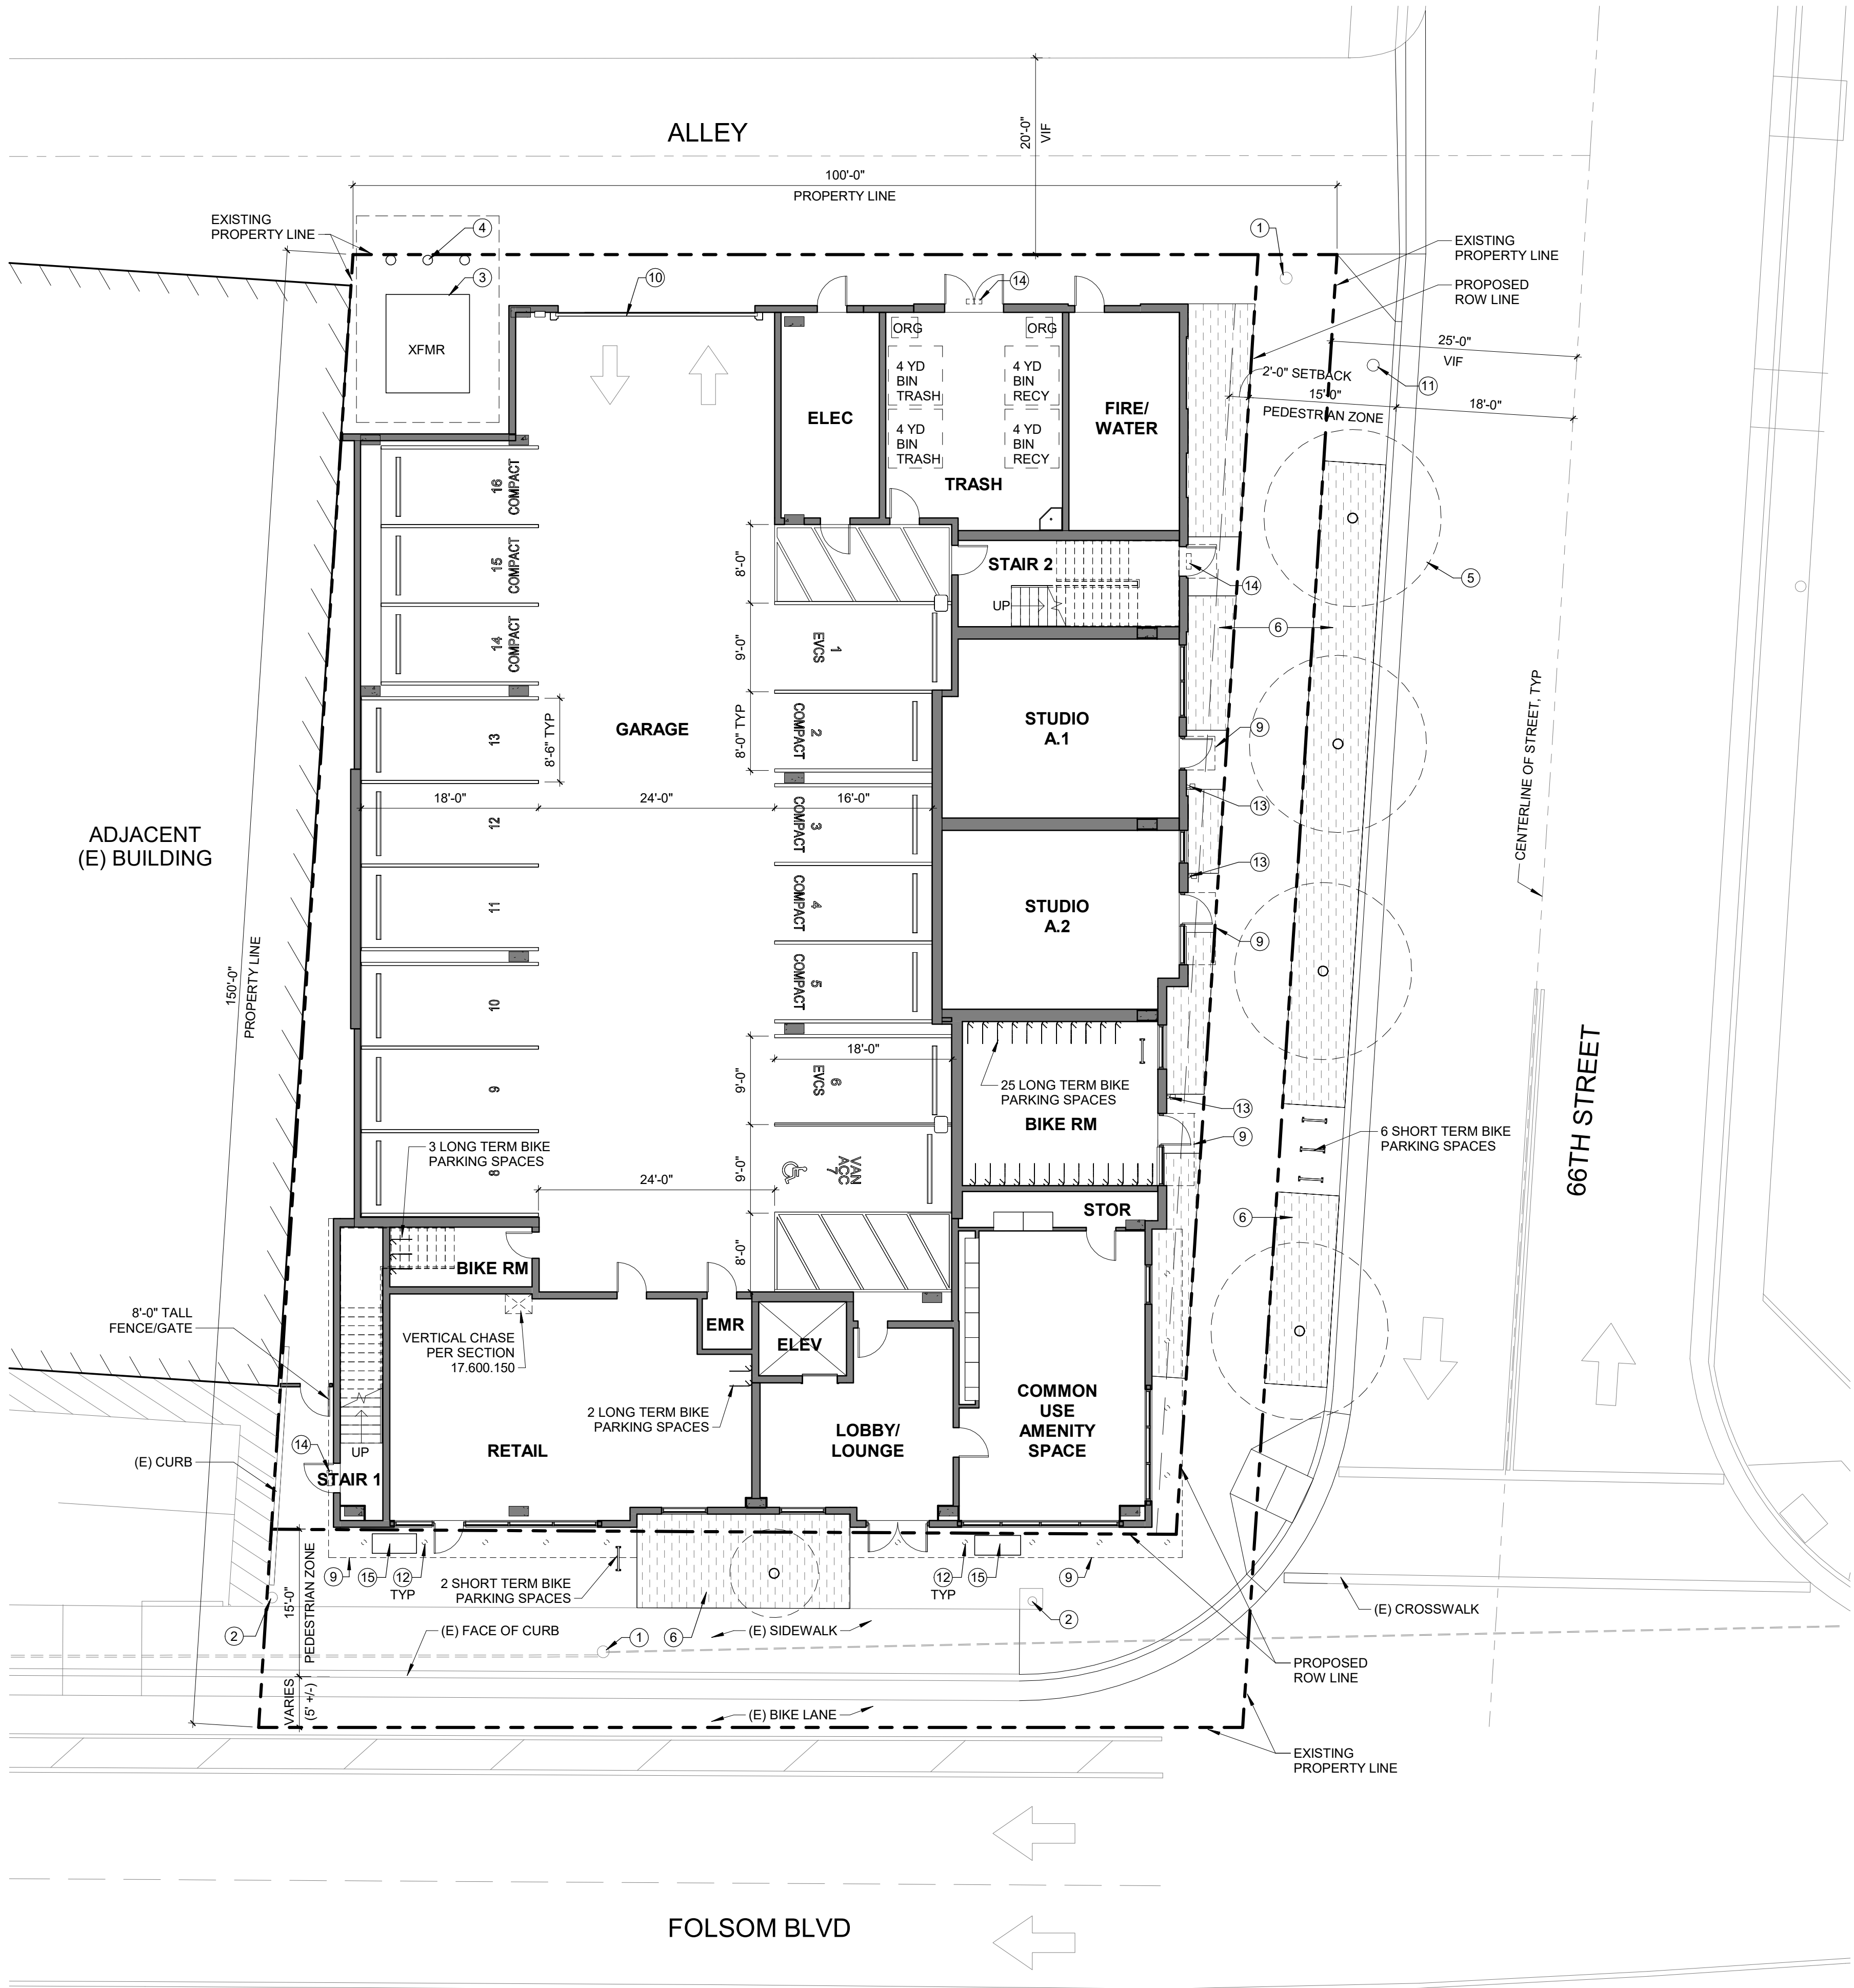 ALLEY
20'-0"
VIF
100'-0"
PROPERTY LINE
EXISTING
PROPERTY LINE
4
3
XFMR
10
14
1
EXISTING
PROPERTY LINE
PROPOSED
ROW LINE
25'-0"
VIF
11
2'-0" SETBACK
15'-0"
PEDESTRIAN ZONE
18'-0"
ELEC
ORG
ORG
4 YD
BIN
TRASH
4 YD
BIN
RECY
4 YD
BIN
TRASH
4 YD
BIN
RECY
TRASH
FIRE/
WATER
16
COMPACT
15
COMPACT
14
COMPACT
8'-0"
STAIR 2
UP
14
5
6
9'-0"
1
EVCS
GARAGE
13
8'-6" TYP
8'-0" TYP
2
COMPACT
STUDIO
A.1
9
13
CENTERLINE OF STREET, TYP
18'-0"
24'-0"
16'-0"
12
3
COMPACT
ADJACENT
(E) BUILDING
13
11
4
COMPACT
STUDIO
A.2
9
150'-0"
PROPERTY LINE
10
5
COMPACT
18'-0"
9
9'-0"
6
EVCS
25 LONG TERM BIKE
PARKING SPACES
BIKE RM
13
9
6 SHORT TERM BIKE
PARKING SPACES
66TH STREET
3 LONG TERM BIKE
PARKING SPACES
8
24'-0"
9'-0"
VAN
ACC
7
STOR
6
8'-0"
BIKE RM
8'-0" TALL
FENCE/GATE
VERTICAL CHASE
PER SECTION
17.600.150
EMR
ELEV
2 LONG TERM BIKE
PARKING SPACES
COMMON
USE
AMENITY
SPACE
LOBBY/
LOUNGE
RETAIL
14
UP
(E) CURB
STAIR 1
9
15
12
TYP
2 SHORT TERM BIKE
PARKING SPACES
12
TYP
15
9
15'-0"
PEDESTRIAN ZONE
2
(E) FACE OF CURB
1
6
(E) SIDEWALK
2
(E) CROSSWALK
PROPOSED
ROW LINE
VARIES
(5' +/-)
(E) BIKE LANE
EXISTING
PROPERTY LINE
FOLSOM BLVD